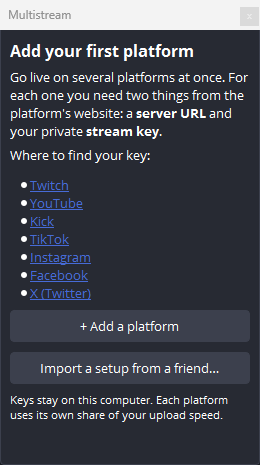 Multistream
x
Add your first platform
Go live on several platforms at once. For
each one you need two things from the
platform's website: a server URL and
your private stream key.
Where to find your key:
• Twitch
• YouTube
• Kick
• TikTok
• Instagram
• Facebook
• X (Twitter)
+ Add a platform
Import a setup from a friend...
Keys stay on this computer. Each platform
uses its own share of your upload speed.